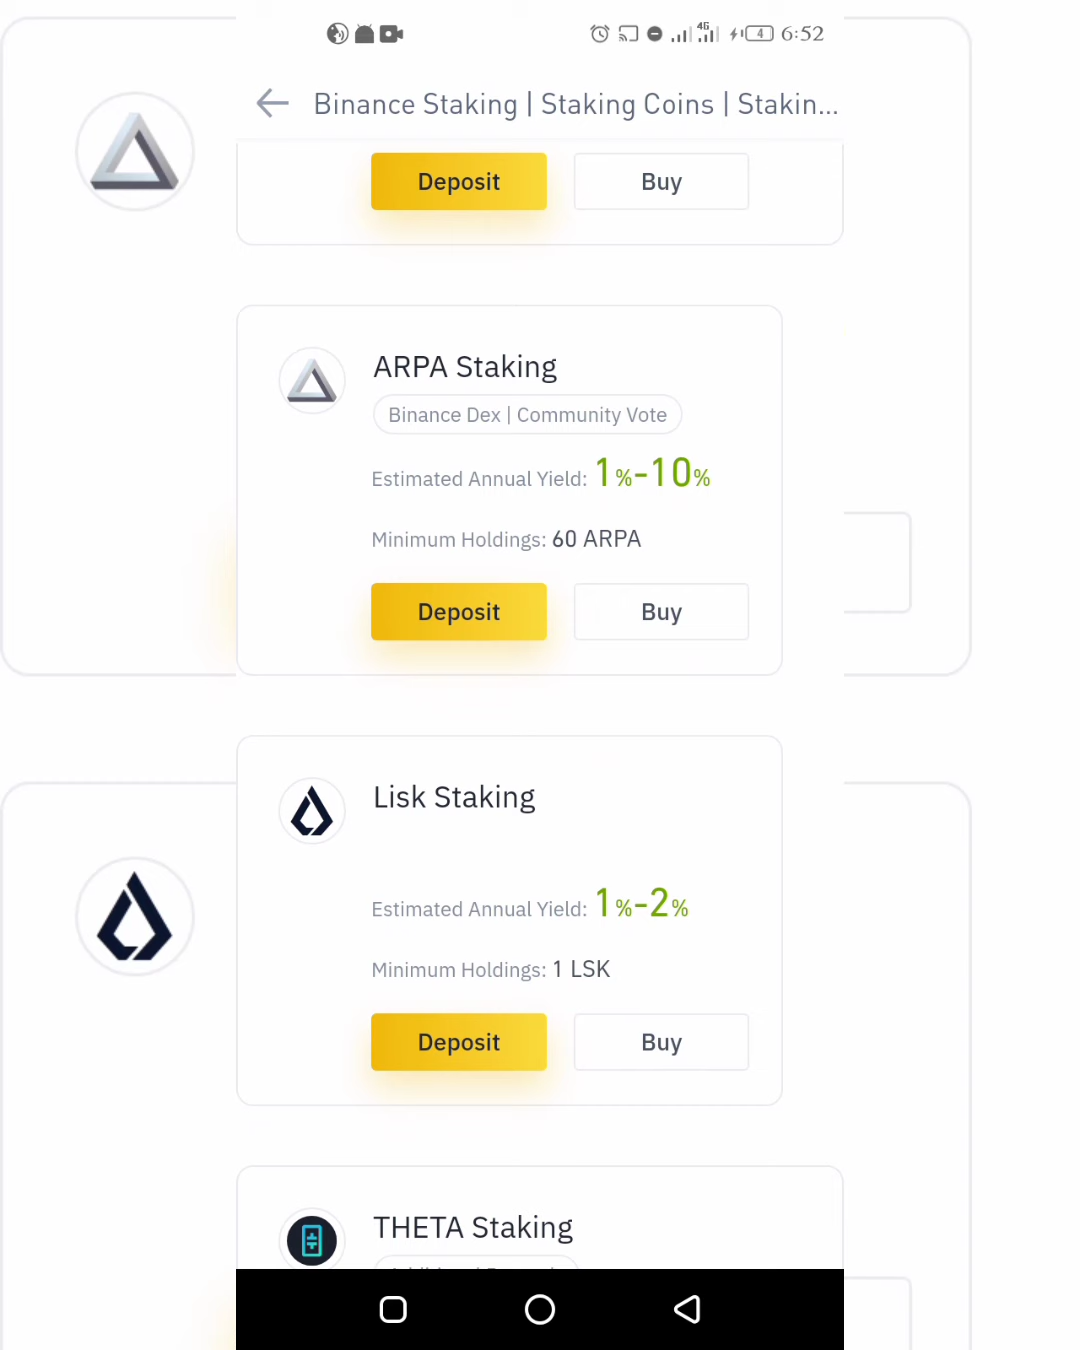 4G
4
6:52
Binance Staking | Staking Coins | Stakin...
Deposit
Buy
ARPA Staking
Binance Dex | Community Vote
Estimated Annual Yield: 1%-10%
Minimum Holdings: 60 ARPA
Deposit
Buy
Lisk Staking
Estimated Annual Yield: 1%-2%
Minimum Holdings: 1 LSK
Deposit
Buy
THETA Staking